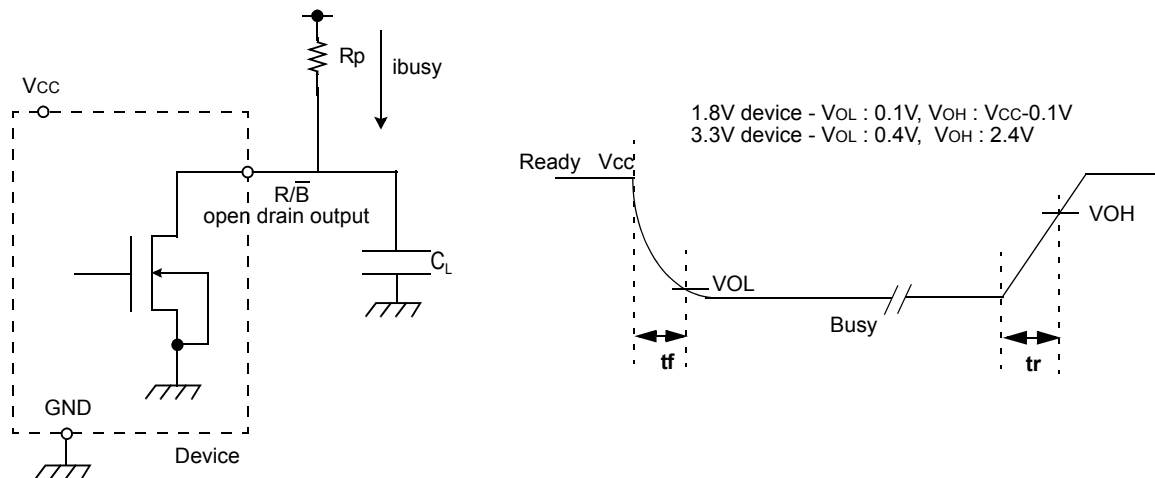 Rp
ibusy
VCC
1.8V device - VOL : 0.1V, VOH : VCC-0.1V
3.3V device - VOL : 0.4V, VOH : 2.4V
Ready Vcc
R/B̅
open drain output
VOH
CL
VOL
Busy
tf
tr
GND
Device